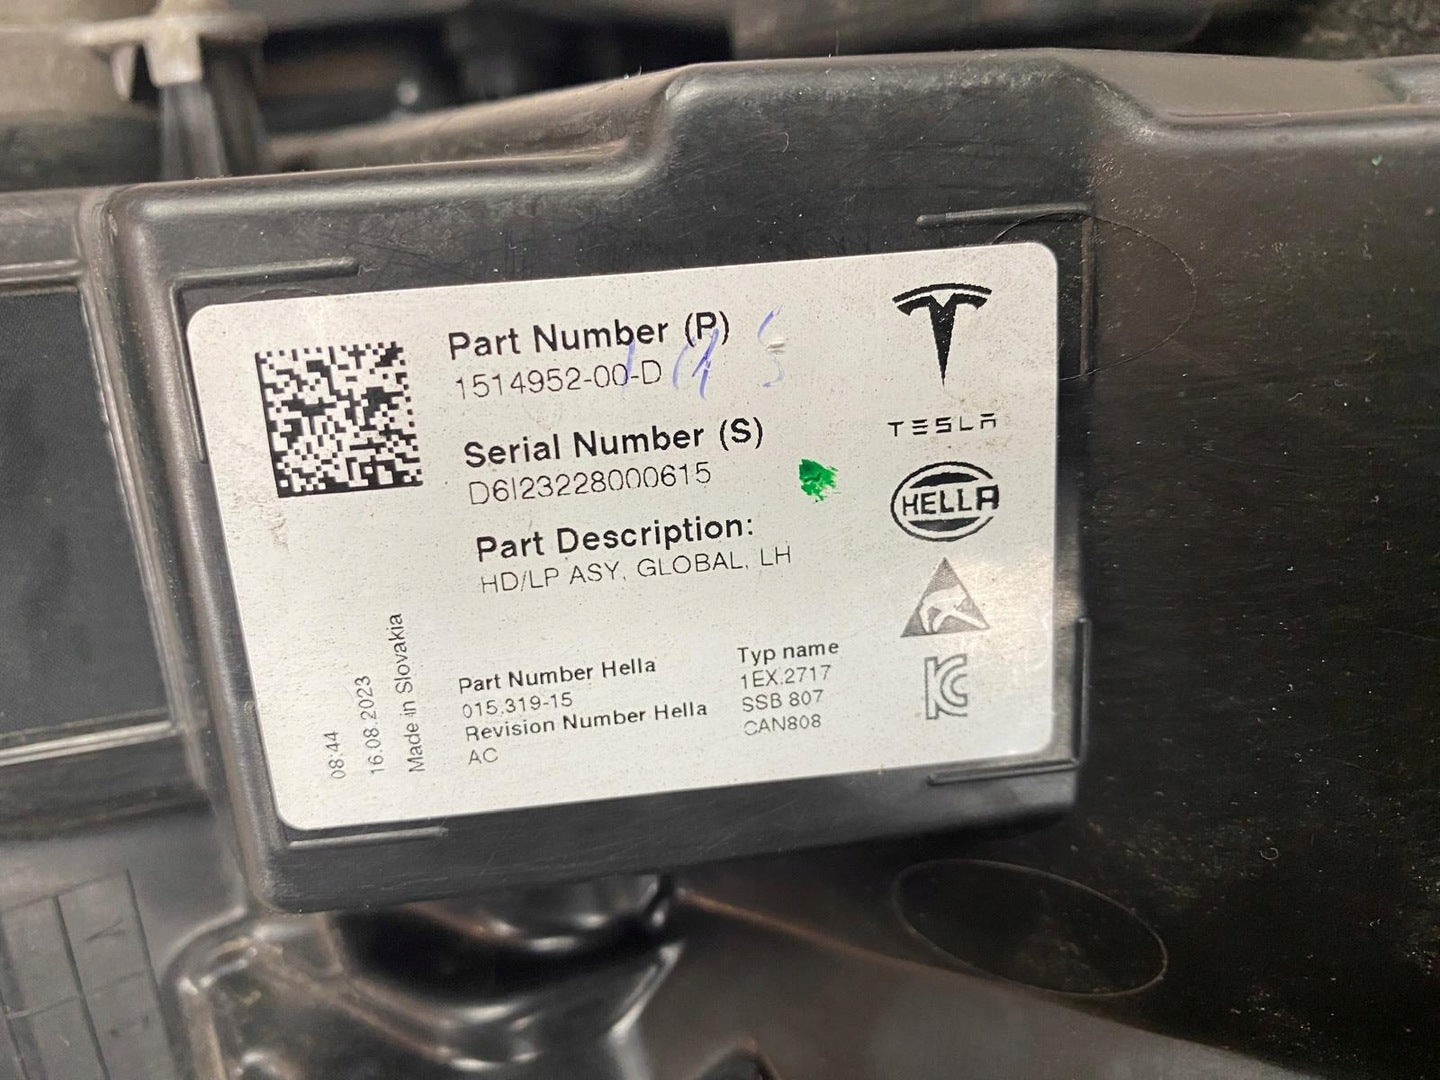 Part Number (P)
1514952-00-D
Serial Number (S)
D6I23228000615
Part Description:
HD/LP ASY, GLOBAL, LH
Part Number Hella
015.319-15
Revision Number Hella
AC
Typ name
1EX.2717
SSB 807
CAN808
08:44
16.08.2023
Made in Slovakia
TESLA
HELLA